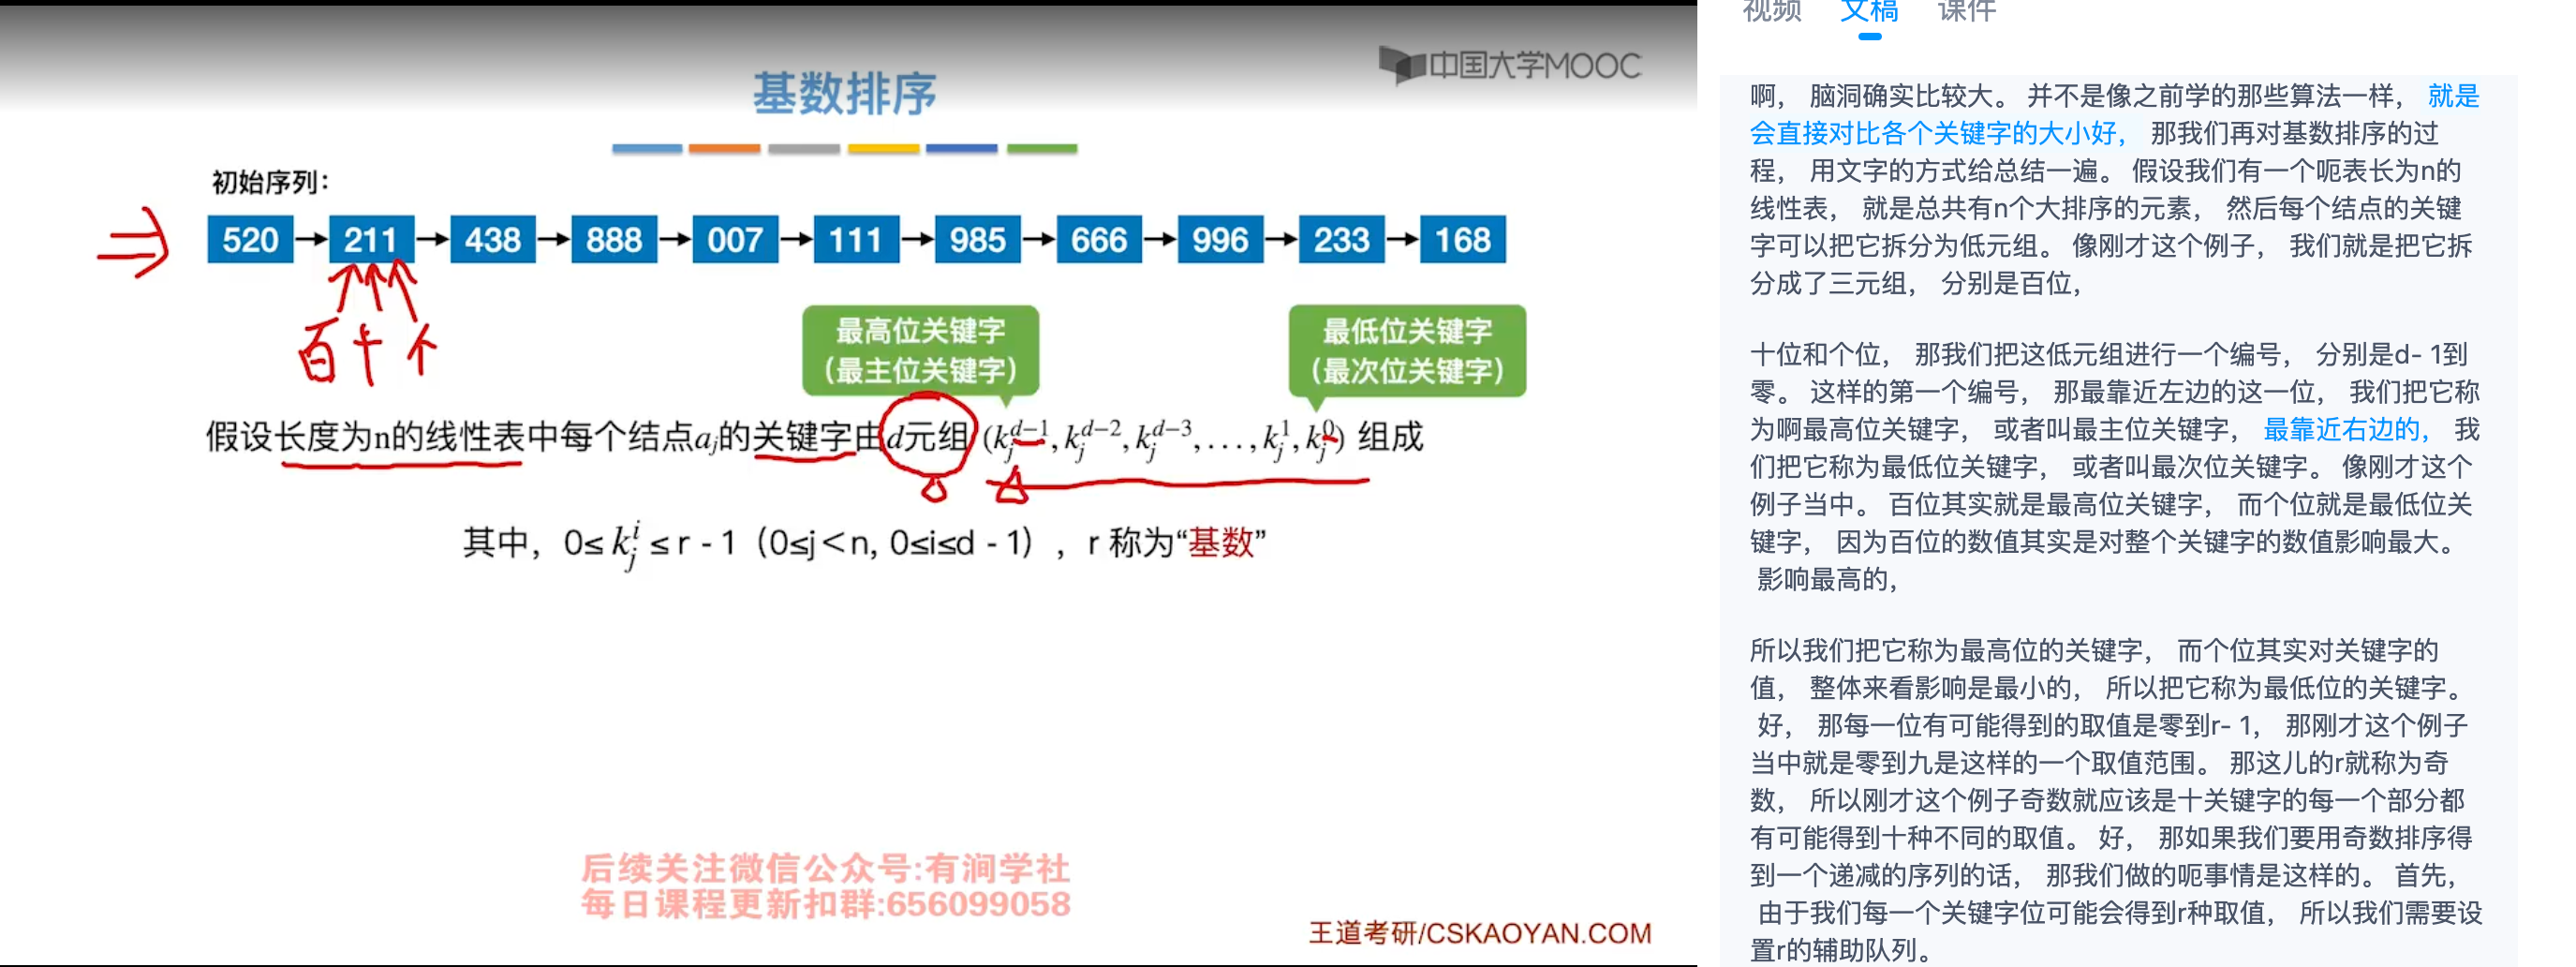 中国大学MOOC
基数排序
初始序列：
520 211 438 888 007 111 985 666 996 233 168
百 十 个
最高位关键字
（最主位关键字）
最低位关键字
（最次位关键字）
假设长度为n的线性表中每个结点aⱼ的关键字由d元组 (kⱼᵈ⁻¹, kⱼᵈ⁻², kⱼᵈ⁻³, ..., kⱼ¹, kⱼ⁰) 组成
其中，0≤ kⱼⁱ ≤ r - 1（0≤j<n, 0≤i≤d - 1），r 称为“基数”
后续关注微信公众号:有涧学社
每日课程更新扣群:656099058
王道考研/CSKAOYAN.COM
视频 文稿 课件
啊， 脑洞确实比较大。 并不是像之前学的那些算法一样， 就是
会直接对比各个关键字的大小好， 那我们再对基数排序的过
程， 用文字的方式给总结一遍。 假设我们有一个呃表长为n的
线性表， 就是总共有n个大排序的元素， 然后每个结点的关键
字可以把它拆分为低元组。 像刚才这个例子， 我们就是把它拆
分成了三元组， 分别是百位，
十位和个位， 那我们把这低元组进行一个编号， 分别是d- 1到
零。 这样的第一个编号， 那最靠近左边的这一位， 我们把它称
为啊最高位关键字， 或者叫最主位关键字， 最靠近右边的， 我
们把它称为最低位关键字， 或者叫最次位关键字。 像刚才这个
例子当中。 百位其实就是最高位关键字， 而个位就是最低位关
键字， 因为百位的数值其实是对整个关键字的数值影响最大。
影响最高的，
所以我们把它称为最高位的关键字， 而个位其实对关键字的
值， 整体来看影响是最小的， 所以把它称为最低位的关键字。
好， 那每一位有可能得到的取值是零到r- 1， 那刚才这个例子
当中就是零到九是这样的一个取值范围。 那这儿的r就称为奇
数， 所以刚才这个例子奇数就应该是十关键字的每一个部分都
有可能得到十种不同的取值。 好， 那如果我们要用奇数排序得
到一个递减的序列的话， 那我们做的呃事情是这样的。 首先，
由于我们每一个关键字位可能会得到r种取值， 所以我们需要设
置r的辅助队列。